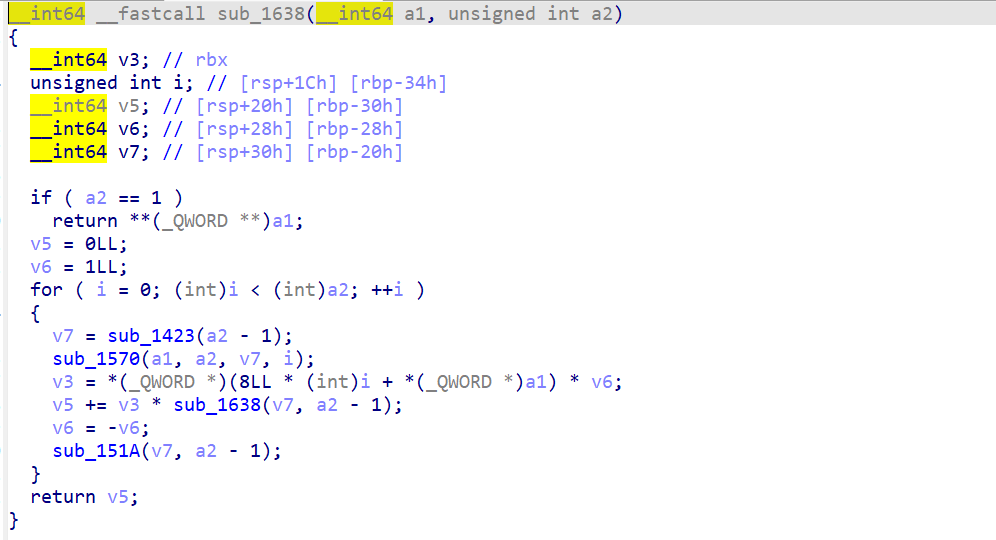 __int64 __fastcall sub_1638(__int64 a1, unsigned int a2)
{
  __int64 v3; // rbx
  unsigned int i; // [rsp+1Ch] [rbp-34h]
  __int64 v5; // [rsp+20h] [rbp-30h]
  __int64 v6; // [rsp+28h] [rbp-28h]
  __int64 v7; // [rsp+30h] [rbp-20h]

  if ( a2 == 1 )
    return **(_QWORD **)a1;
  v5 = 0LL;
  v6 = 1LL;
  for ( i = 0; (int)i < (int)a2; ++i )
  {
    v7 = sub_1423(a2 - 1);
    sub_1570(a1, a2, v7, i);
    v3 = *(_QWORD *)(8LL * (int)i + *(_QWORD *)a1) * v6;
    v5 += v3 * sub_1638(v7, a2 - 1);
    v6 = -v6;
    sub_151A(v7, a2 - 1);
  }
  return v5;
}